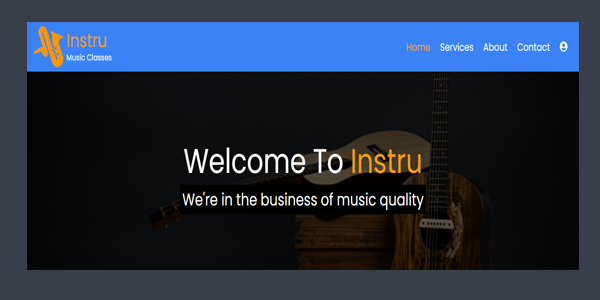 Instru
Music Classes
Home Services About Contact
Welcome To Instru
We're in the business of music quality